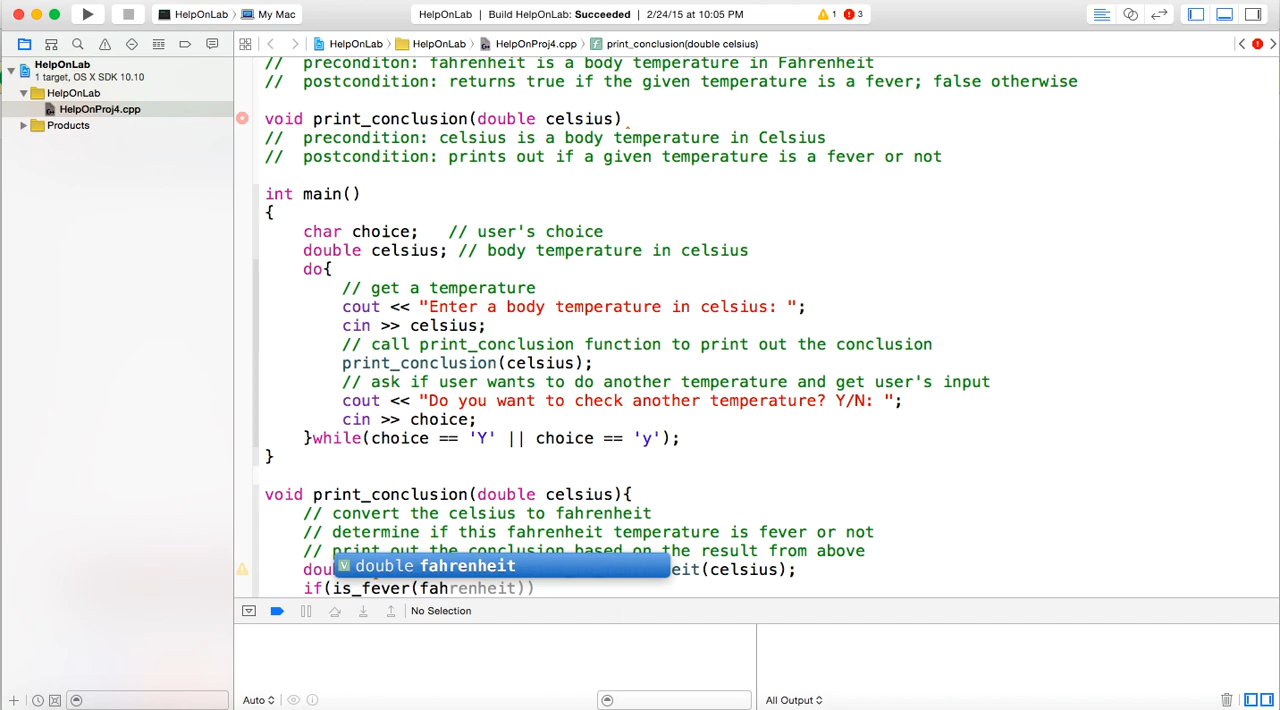 HelpOnLab 〉 My Mac
HelpOnLab | Build HelpOnLab: Succeeded | 2/24/15 at 10:05 PM
1 3
HelpOnLab 〉 HelpOnLab 〉 HelpOnProj4.cpp 〉 print_conclusion(double celsius)
HelpOnLab
1 target, OS X SDK 10.10
HelpOnLab
HelpOnProj4.cpp
Products
//  preconditon: fahrenheit is a body temperature in Fahrenheit
//  postcondition: returns true if the given temperature is a fever; false otherwise
void print_conclusion(double celsius)
//  precondition: celsius is a body temperature in Celsius
//  postcondition: prints out if a given temperature is a fever or not
int main()
{
char choice;   // user's choice
double celsius; // body temperature in celsius
do{
// get a temperature
cout << "Enter a body temperature in celsius: ";
cin >> celsius;
// call print_conclusion function to print out the conclusion
print_conclusion(celsius);
// ask if user wants to do another temperature and get user's input
cout << "Do you want to check another temperature? Y/N: ";
cin >> choice;
}while(choice == 'Y' || choice == 'y');
}
void print_conclusion(double celsius){
// convert the celsius to fahrenheit
// determine if this fahrenheit temperature is fever or not
// print out the conclusion based on the result from above
double fahrenheit
(celsius);
if(is_fever(fahrenheit))
No Selection
Auto
All Output